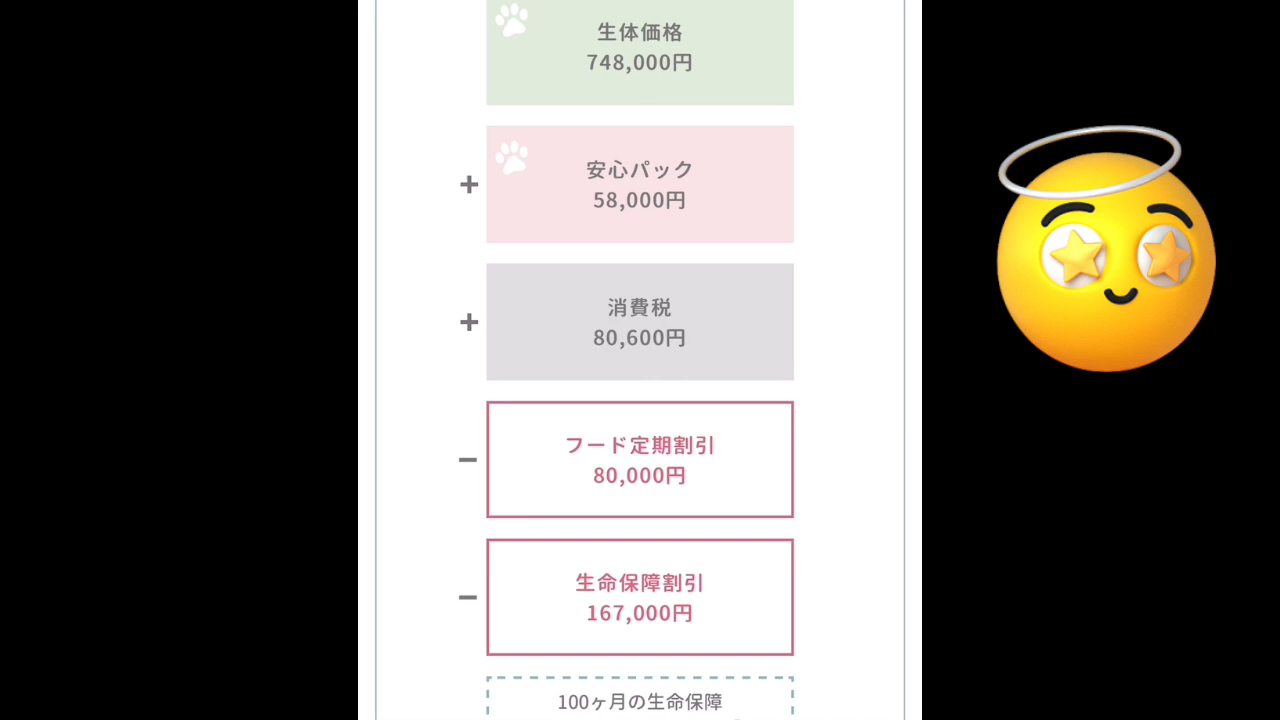 生体価格
748,000円
+
安心パック
58,000円
+
消費税
80,600円
−
フード定期割引
80,000円
−
生命保障割引
167,000円
100ヶ月の生命保障